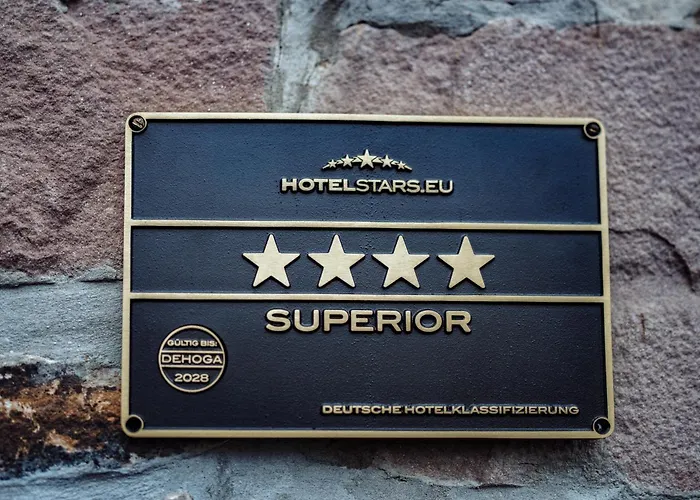 HOTELSTARS.EU
SUPERIOR
GÜLTIG BIS:
DEHOGA
2028
DEUTSCHE HOTELKLASSIFIZIERUNG